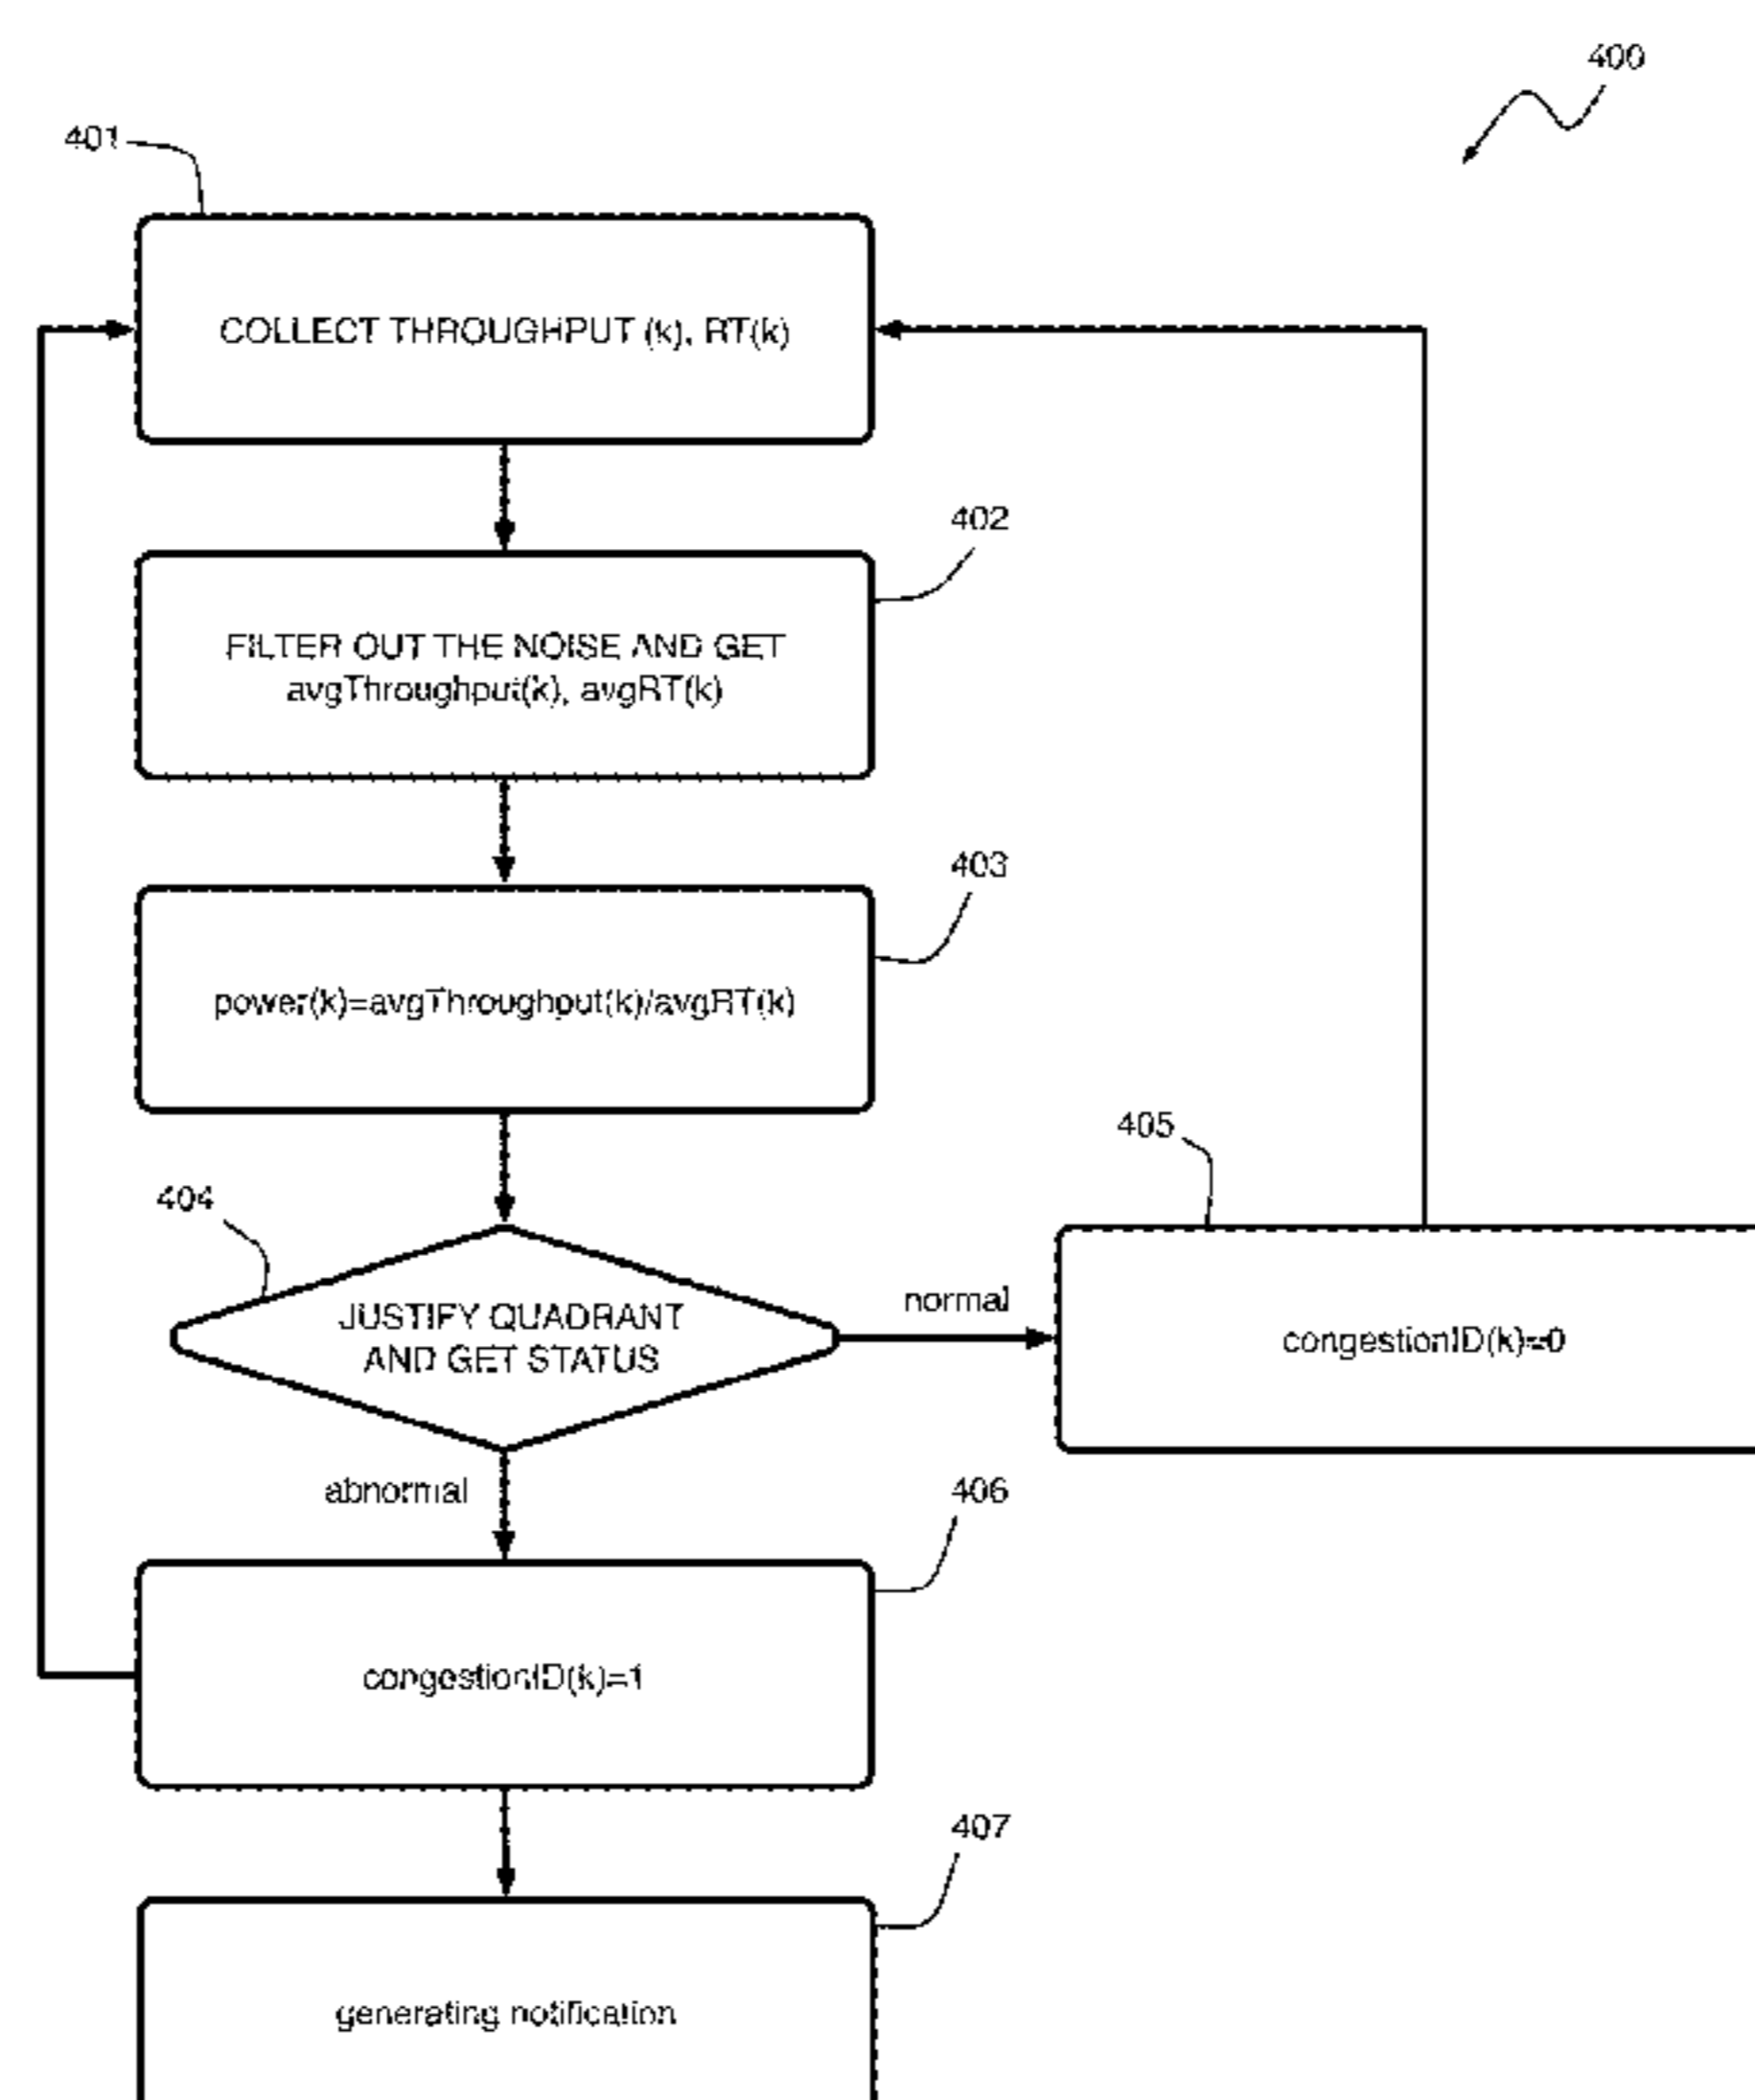 400
401
COLLECT THROUGHPUT (k), RT(k)
402
FILTER OUT THE NOISE AND GET
avgThroughput(k), avgRT(k)
403
power(k)=avgThroughput(k)/avgRT(k)
404
JUSTIFY QUADRANT
AND GET STATUS
normal
405
congestionID(k)=0
abnormal
406
congestionID(k)=1
407
generating notification